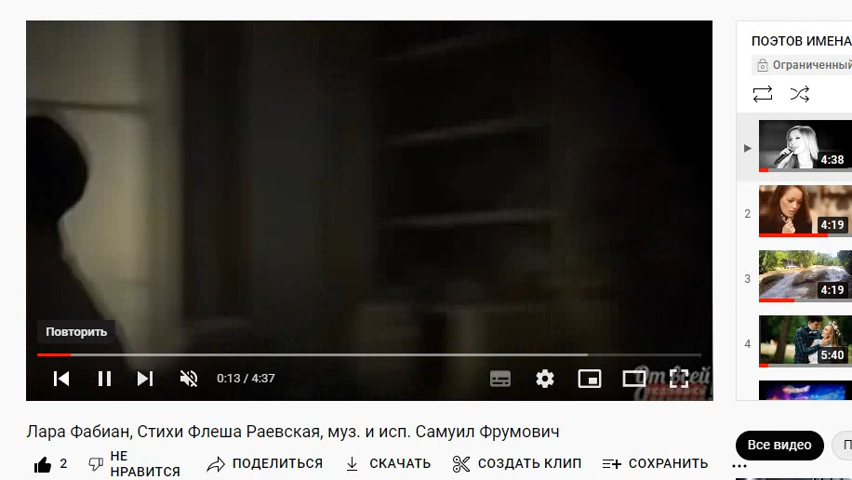 ПОЭТОВ ИМЕНА
Ограниченный
4:38
2
4:19
3
4:19
4
5:40
Повторить
0:13 / 4:37
От всей
Лара Фабиан, Стихи Флеша Раевская, муз. и исп. Самуил Фрумович
2
НЕ НРАВИТСЯ
ПОДЕЛИТЬСЯ
СКАЧАТЬ
СОЗДАТЬ КЛИП
СОХРАНИТЬ
Все видео
П